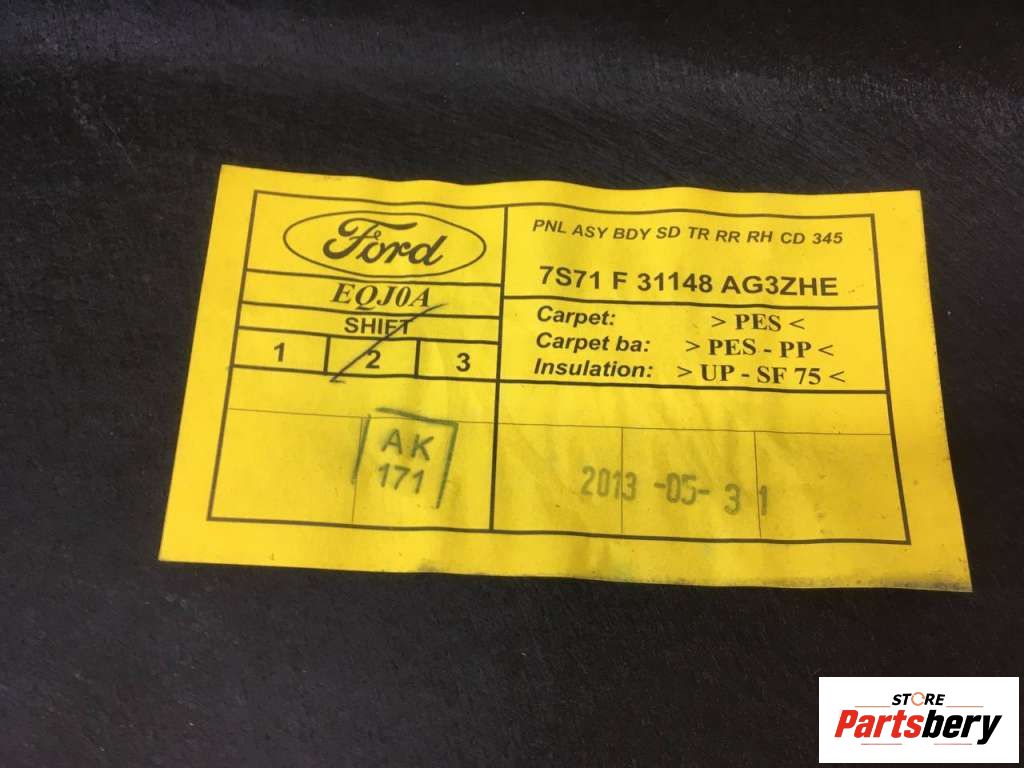 Ford
EQJ0A
SHIFT
1 2 3
PNL ASY BDY SD TR RR RH CD 345
7S71 F 31148 AG3ZHE
Carpet: > PES <
Carpet ba: > PES - PP <
Insulation: > UP - SF 75 <
AK
171
2013 -05- 31
STORE
Partsbery